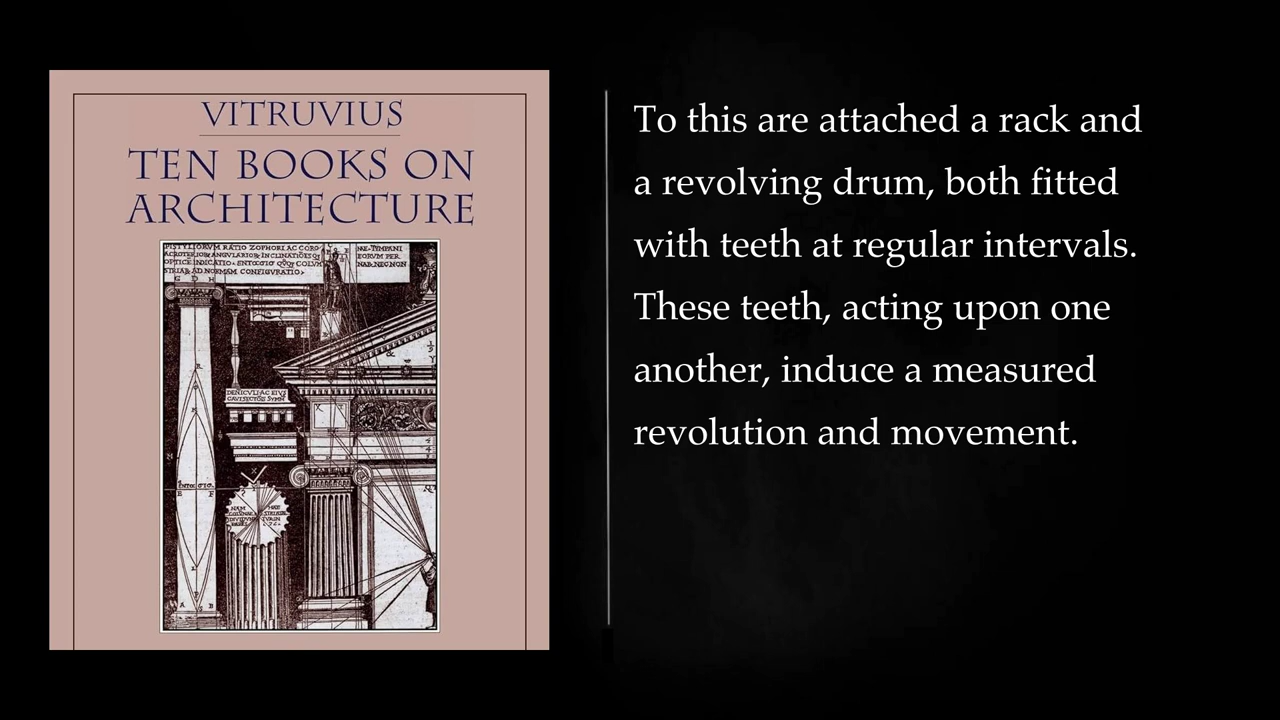 VITRUVIUS
TEN BOOKS ON
ARCHITECTURE
To this are attached a rack and
a revolving drum, both fitted
with teeth at regular intervals.
These teeth, acting upon one
another, induce a measured
revolution and movement.